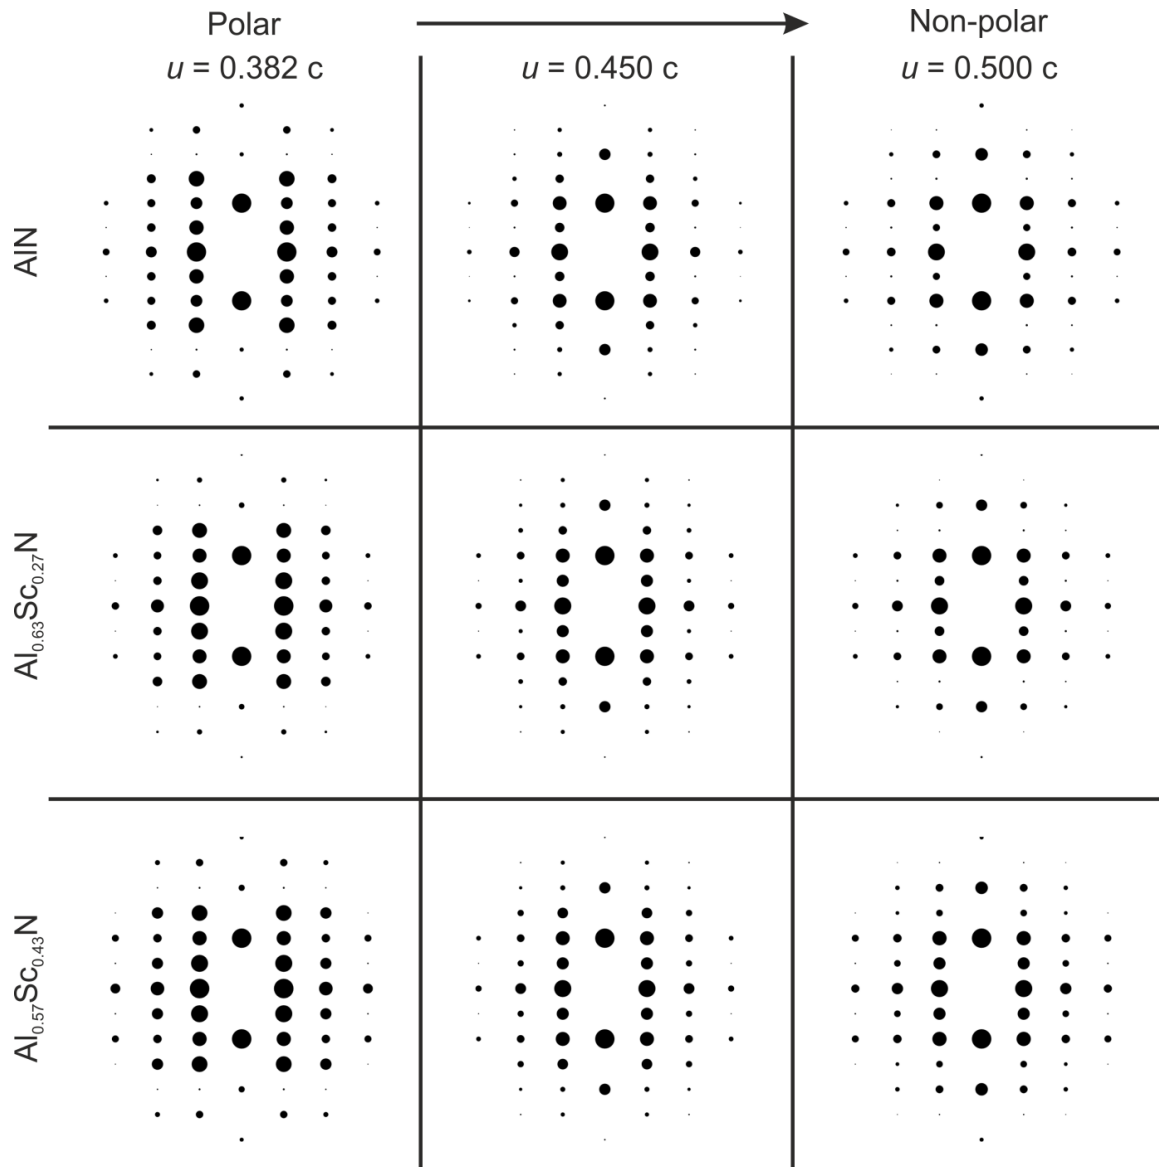 Polar
Non-polar
u = 0.382 c
u = 0.450 c
u = 0.500 c
AlN
Al0.63Sc0.27N
Al0.57Sc0.43N